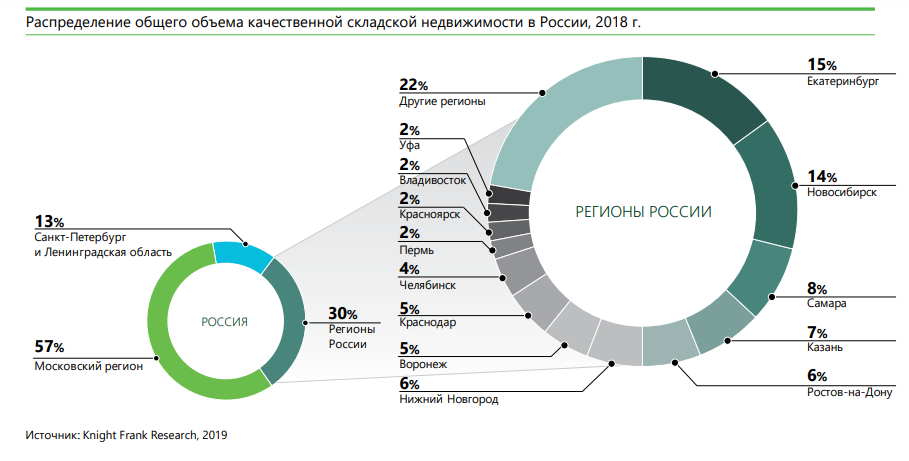 Распределение общего объема качественной складской недвижимости в России, 2018 г.
13%
Санкт-Петербург
и Ленинградская область
57%
Московский регион
РОССИЯ
30%
Регионы
России
22%
Другие регионы
2%
Уфа
2%
Владивосток
2%
Красноярск
2%
Пермь
4%
Челябинск
5%
Краснодар
5%
Воронеж
6%
Нижний Новгород
РЕГИОНЫ РОССИИ
15%
Екатеринбург
14%
Новосибирск
8%
Самара
7%
Казань
6%
Ростов-на-Дону
Источник: Knight Frank Research, 2019